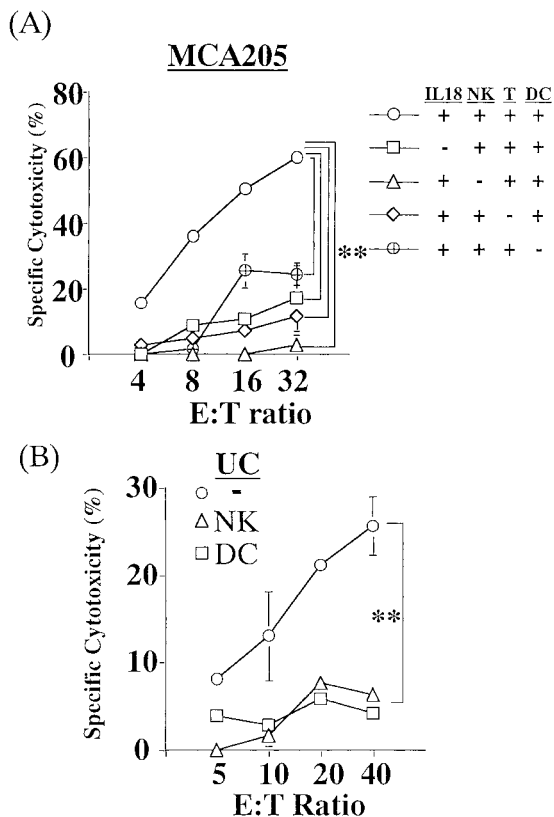 (A)
MCA205
IL18 NK T DC
+ + + +
- + + +
+ - + +
+ + - +
+ + + -
**
80
60
40
20
0
Specific Cytotoxicity (%)
4 8 16 32
E:T ratio
(B)
UC
-
NK
DC
**
30
20
10
0
Specific Cytotoxicity (%)
5 10 20 40
E:T Ratio